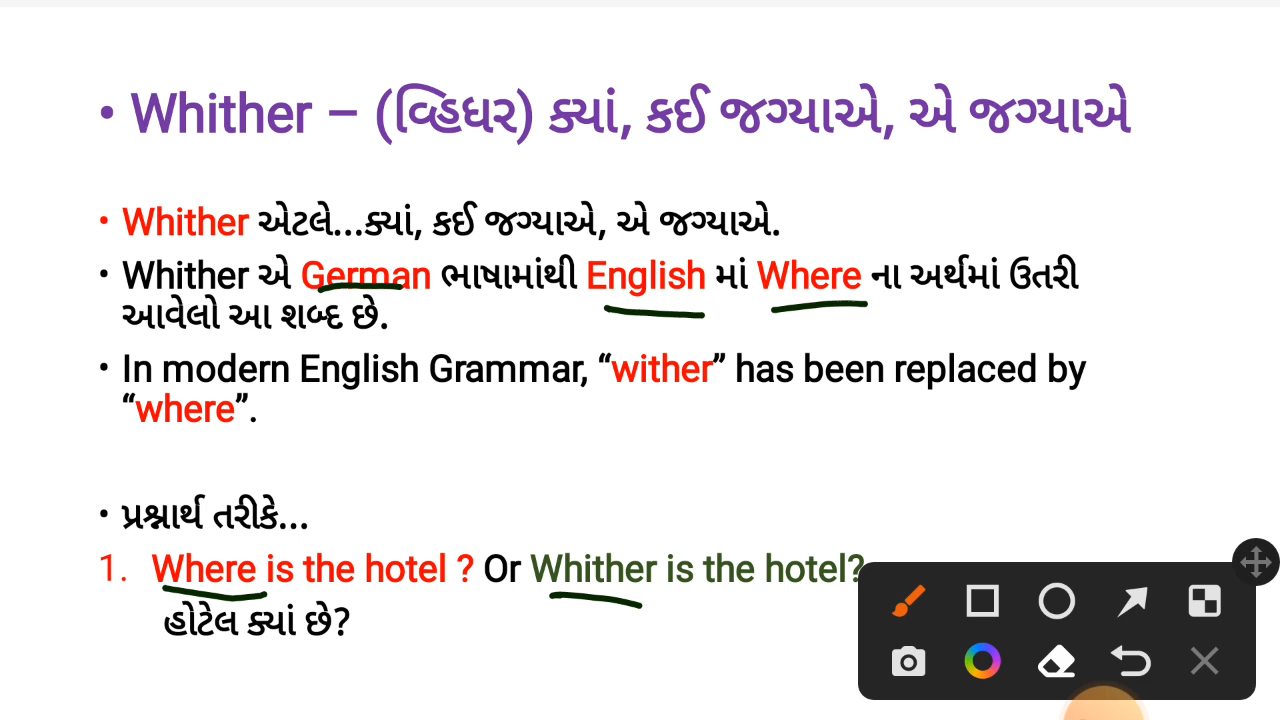 • Whither – (વ્હિધર) ક્યાં, કઈ જગ્યાએ, એ જગ્યાએ
• Whither એટલે...ક્યાં, કઈ જગ્યાએ, એ જગ્યાએ.
• Whither એ German ભાષામાંથી English માં Where ના અર્થમાં ઉતરી
આવેલો આ શબ્દ છે.
• In modern English Grammar, “wither” has been replaced by
“where”.
• પ્રશ્નાર્થ તરીકે...
1. Where is the hotel ? Or Whither is the hotel?
હોટેલ ક્યાં છે?